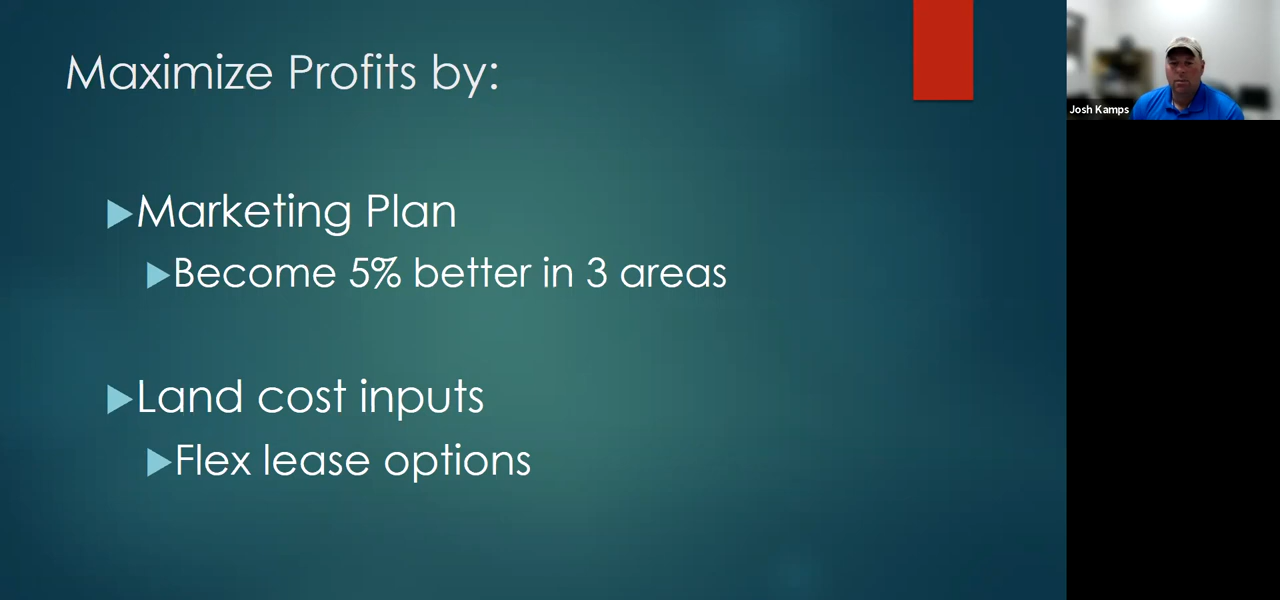 Maximize Profits by:
Marketing Plan
Become 5% better in 3 areas
Land cost inputs
Flex lease options
Josh Kamps